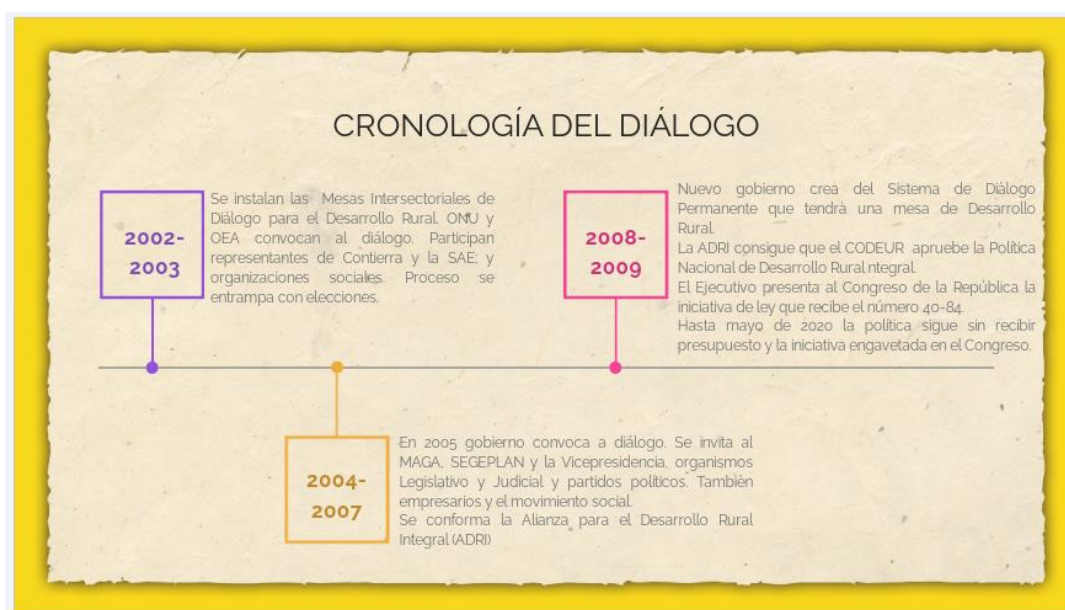 CRONOLOGÍA DEL DIÁLOGO
2002-
2003
Se instalan las Mesas Intersectoriales de
Diálogo para el Desarrollo Rural. ONU y
OEA convocan al diálogo. Participan
representantes de Contierra y la SAE; y
organizaciones sociales. Proceso se
entrampa con elecciones.
2004-
2007
En 2005 gobierno convoca a diálogo. Se invita al
MAGA, SEGEPLAN y la Vicepresidencia, organismos
Legislativo y Judicial y partidos políticos. También
empresarios y el movimiento social.
Se conforma la Alianza para el Desarrollo Rural
Integral (ADRI)
2008-
2009
Nuevo gobierno crea del Sistema de Diálogo
Permanente que tendrá una mesa de Desarrollo
Rural.
La ADRI consigue que el CODEUR apruebe la Política
Nacional de Desarrollo Rural ntegral.
El Ejecutivo presenta al Congreso de la República la
iniciativa de ley que recibe el número 40-84.
Hasta mayo de 2020 la política sigue sin recibir
presupuesto y la iniciativa engavetada en el Congreso.